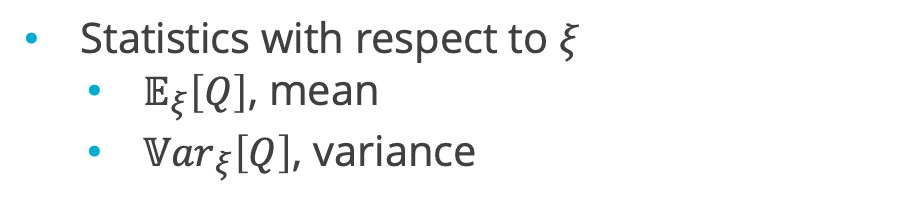 • Statistics with respect to 𝜉
• 𝔼𝜉[𝑄], mean
• 𝕍𝑎𝑟𝜉[𝑄], variance